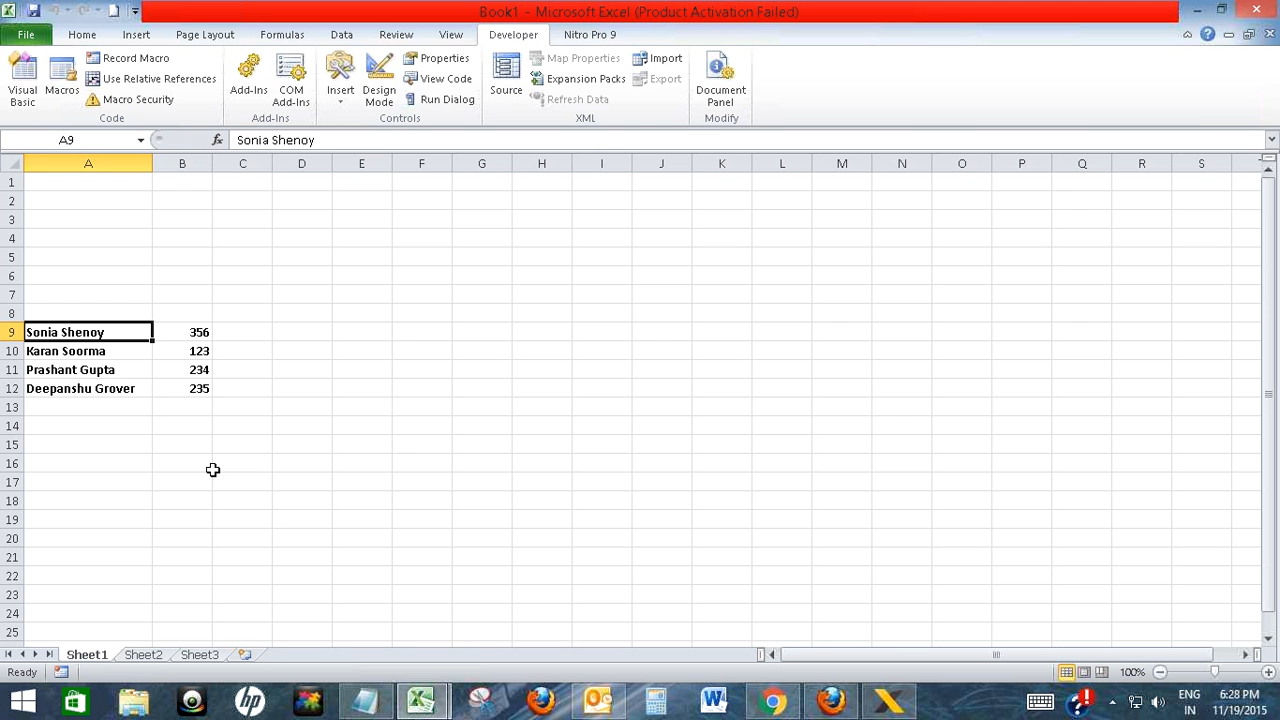 Book1 - Microsoft Excel (Product Activation Failed)
File Home Insert Page Layout Formulas Data Review View Developer Nitro Pro 9
Visual Basic
Macros
Record Macro
Use Relative References
Macro Security
Code
Add-Ins
COM Add-Ins
Add-Ins
Insert
Design Mode
Properties
View Code
Run Dialog
Controls
Source
Map Properties
Expansion Packs
Refresh Data
Import
Export
XML
Document Panel
Modify
A9 fx Sonia Shenoy
A B C D E F G H I J K L M N O P Q R S
1
2
3
4
5
6
7
8
9 Sonia Shenoy 356
10 Karan Soorma 123
11 Prashant Gupta 234
12 Deepanshu Grover 235
13
14
15
16
17
18
19
20
21
22
23
24
25
Sheet1 Sheet2 Sheet3
Ready 100%
ENG 6:28 PM
IN 11/19/2015